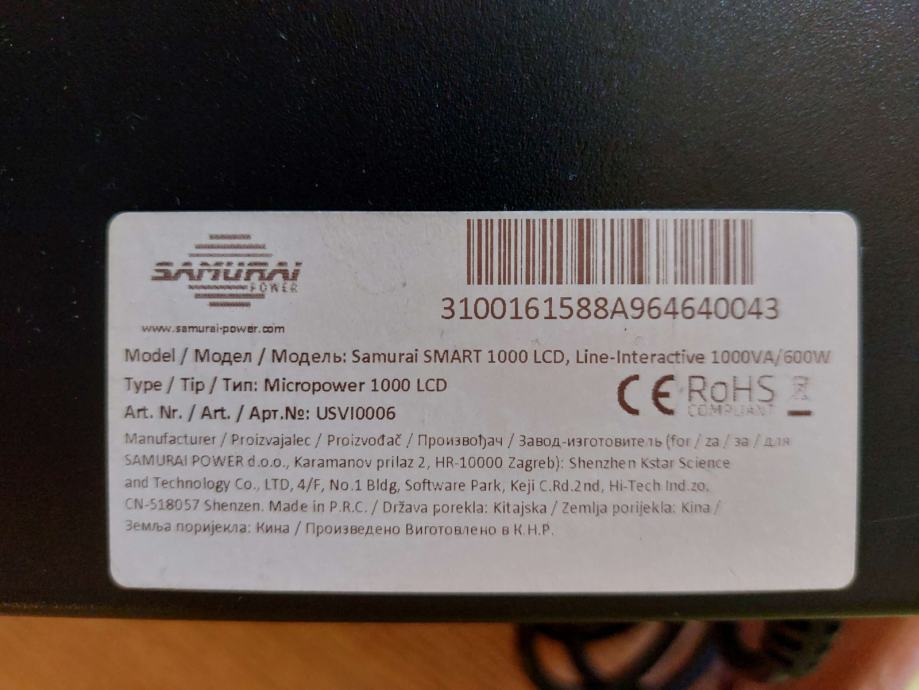 SAMURAI
POWER
www.samurai-power.com
3100161588A964640043
Model / Модел / Модель: Samurai SMART 1000 LCD, Line-Interactive 1000VA/600W
Type / Tip / Тип: Micropower 1000 LCD
Art. Nr. / Art. / Арт.№: USVI0006
CE RoHS
COMPLIANT
Manufacturer / Proizvajalec / Proizvođač / Произвођач / Завод-изготовитель (for / za / за / для
SAMURAI POWER d.o.o., Karamanov prilaz 2, HR-10000 Zagreb): Shenzhen Kstar Science
and Technology Co., LTD, 4/F, No.1 Bldg, Software Park, Keji C.Rd.2nd, Hi-Tech Ind.zo,
CN-518057 Shenzen. Made in P.R.C. / Država porekla: Kitajska / Zemlja porijekla: Kina /
Земља поријекла: Кина / Произведено Виготовлено в К.Н.Р.